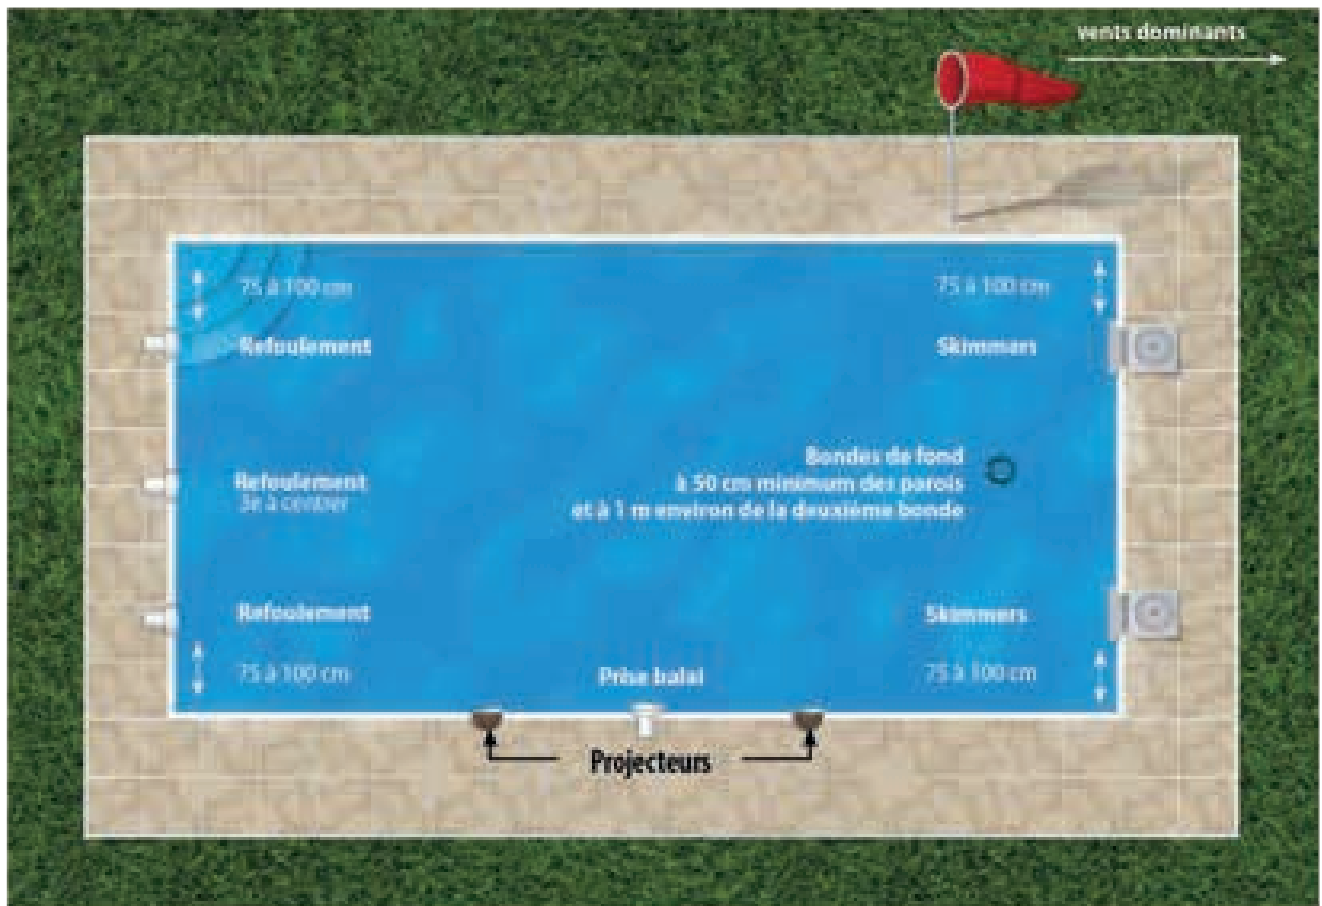 vents dominants
75 à 100 cm
75 à 100 cm
Refoulement
Skimmers
Bondes de fond
à 50 cm minimum des parois
et à 1 m environ de la deuxième bonde
Refoulement
3e à centrer
Refoulement
Skimmers
75 à 100 cm
Prise balai
75 à 100 cm
Projecteurs